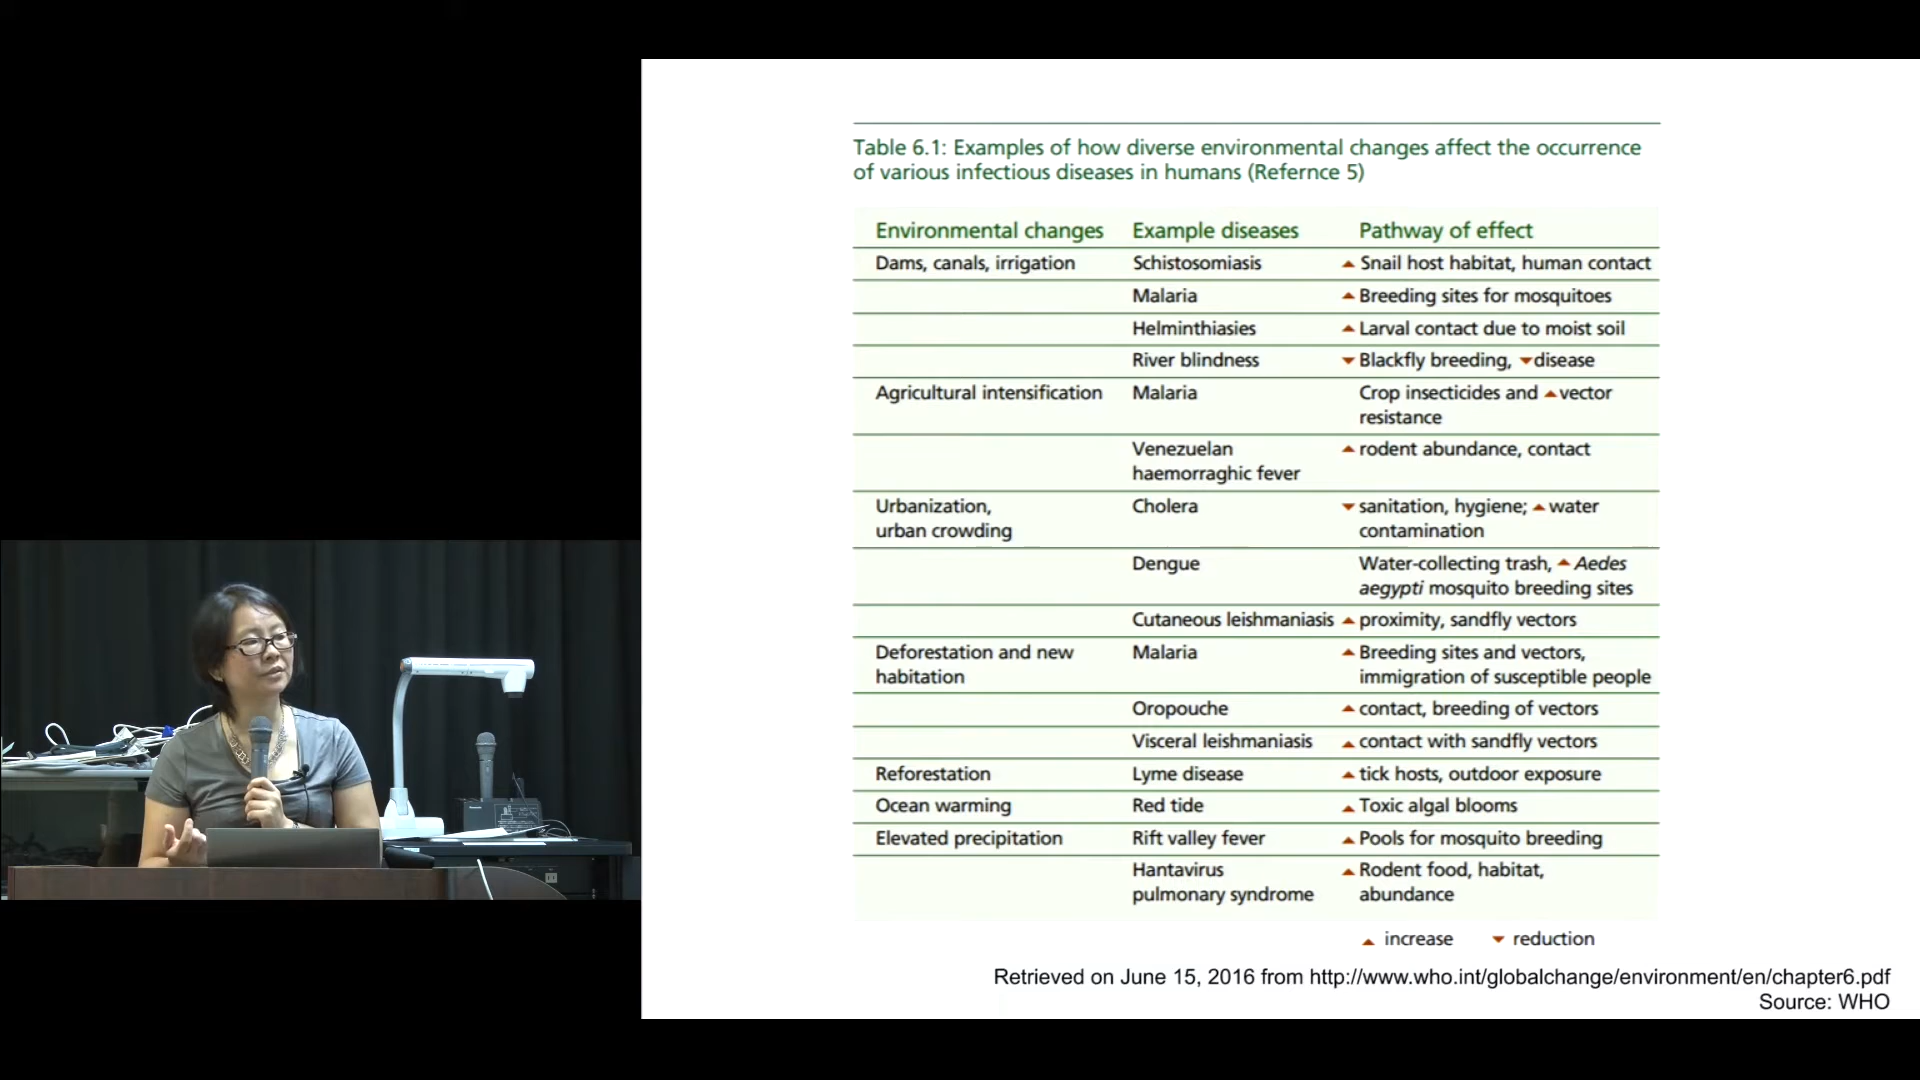 Table 6.1: Examples of how diverse environmental changes affect the occurrence
of various infectious diseases in humans (Refernce 5)
Environmental changes Example diseases Pathway of effect
Dams, canals, irrigation Schistosomiasis ▲ Snail host habitat, human contact
Malaria ▲ Breeding sites for mosquitoes
Helminthiasies ▲ Larval contact due to moist soil
River blindness ▼ Blackfly breeding, ▼ disease
Agricultural intensification Malaria Crop insecticides and ▲ vector
resistance
Venezuelan ▲ rodent abundance, contact
haemorraghic fever
Urbanization, Cholera ▼ sanitation, hygiene; ▲ water
urban crowding contamination
Dengue Water-collecting trash, ▲ Aedes
aegypti mosquito breeding sites
Cutaneous leishmaniasis ▲ proximity, sandfly vectors
Deforestation and new Malaria ▲ Breeding sites and vectors,
habitation immigration of susceptible people
Oropouche ▲ contact, breeding of vectors
Visceral leishmaniasis ▲ contact with sandfly vectors
Reforestation Lyme disease ▲ tick hosts, outdoor exposure
Ocean warming Red tide ▲ Toxic algal blooms
Elevated precipitation Rift valley fever ▲ Pools for mosquito breeding
Hantavirus ▲ Rodent food, habitat,
pulmonary syndrome abundance
▲ increase ▼ reduction
Retrieved on June 15, 2016 from http://www.who.int/globalchange/environment/en/chapter6.pdf
Source: WHO